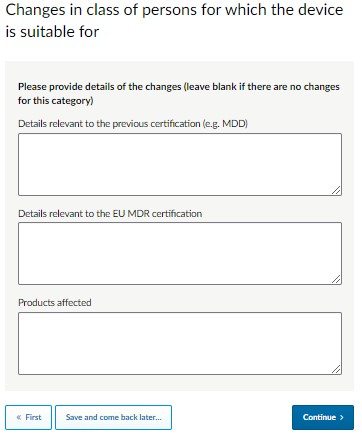 Changes in class of persons for which the device
is suitable for
Please provide details of the changes (leave blank if there are no changes
for this category)
Details relevant to the previous certification (e.g. MDD)
Details relevant to the EU MDR certification
Products affected
« First
Save and come back later...
Continue >